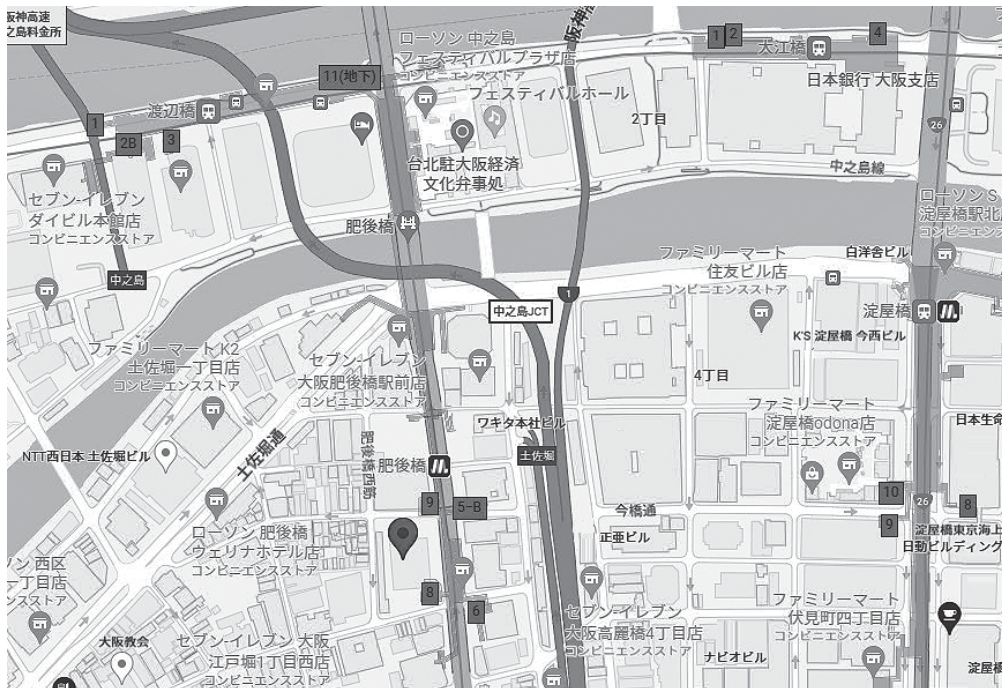 阪神高速
之島料金所
阪神
1
2
大江橋
4
日本銀行 大阪支店
ローソン 中之島
フェスティバルプラザ店
コンビニエンスストア
フェスティバルホール
11(地下)
渡辺橋
1
2B
3
2丁目
26
台北駐大阪経済
文化弁事処
中之島線
セブン-イレブン
ダイビル本館店
コンビニエンスストア
肥後橋
ローソン S
淀屋橋駅北
コンビニエンス
中之島
ファミリーマート
住友ビル店
コンビニエンスストア
白洋舎ビル
1
中之島JCT
淀屋橋
K'S 淀屋橋 今西ビル
ファミリーマート K2
土佐堀一丁目店
コンビニエンスストア
セブン-イレブン
大阪肥後橋駅前店
コンビニエンスストア
4丁目
ファミリーマート
淀屋橋odona店
コンビニエンスストア
日本生命
ワキタ本社ビル
土佐堀
NTT西日本 土佐堀ビル
土佐堀通
肥後橋西筋
肥後橋
9
5-B
10
26
8
今橋通
9
正亜ビル
淀屋橋東京海上
日動ビルディング
ローソン 肥後橋
ウェリナホテル店
コンビニエンスストア
ソン 西区
一丁目店
ンスストア
8
6
セブン-イレブン
大阪高麗橋4丁目店
コンビニエンスストア
ファミリーマート
伏見町四丁目店
コンビニエンスストア
大阪教会
セブン-イレブン 大阪
江戸堀1丁目西店
コンビニエンスストア
ナビオビル
淀屋